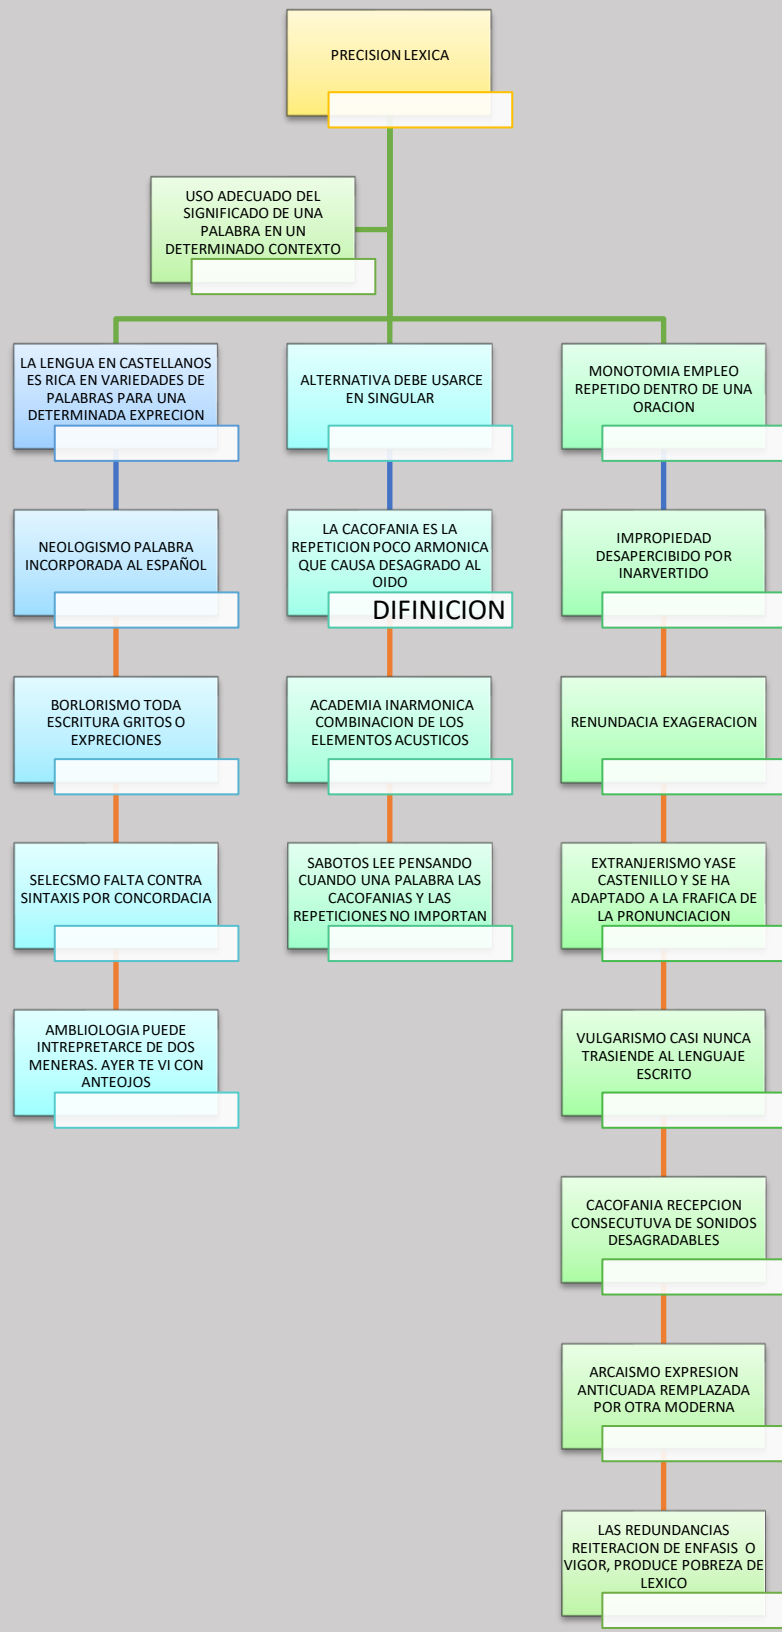 PRECISION LEXICA
USO ADECUADO DEL
SIGNIFICADO DE UNA
PALABRA EN UN
DETERMINADO CONTEXTO
LA LENGUA EN CASTELLANOS
ES RICA EN VARIEDADES DE
PALABRAS PARA UNA
DETERMINADA EXPRECION
NEOLOGISMO PALABRA
INCORPORADA AL ESPAÑOL
BORLORISMO TODA
ESCRITURA GRITOS O
EXPRECIONES
SELECSMO FALTA CONTRA
SINTAXIS POR CONCORDACIA
AMBLIOLOGIA PUEDE
INTREPRETARCE DE DOS
MENERAS. AYER TE VI CON
ANTEOJOS
ALTERNATIVA DEBE USARCE
EN SINGULAR
LA CACOFANIA ES LA
REPETICION POCO ARMONICA
QUE CAUSA DESAGRADO AL
OIDO
DIFINICION
ACADEMIA INARMONICA
COMBINACION DE LOS
ELEMENTOS ACUSTICOS
SABOTOS LEE PENSANDO
CUANDO UNA PALABRA LAS
CACOFANIAS Y LAS
REPETICIONES NO IMPORTAN
MONOTOMIA EMPLEO
REPETIDO DENTRO DE UNA
ORACION
IMPROPIEDAD
DESAPERCIBIDO POR
INARVERTIDO
RENUNDACIA EXAGERACION
EXTRANJERISMO YASE
CASTENILLO Y SE HA
ADAPTADO A LA FRAFICA DE
LA PRONUNCIACION
VULGARISMO CASI NUNCA
TRASIENDE AL LENGUAJE
ESCRITO
CACOFANIA RECEPCION
CONSECUTUVA DE SONIDOS
DESAGRADABLES
ARCAISMO EXPRESION
ANTICUADA REMPLAZADA
POR OTRA MODERNA
LAS REDUNDANCIAS
REITERACION DE ENFASIS O
VIGOR, PRODUCE POBREZA DE
LEXICO